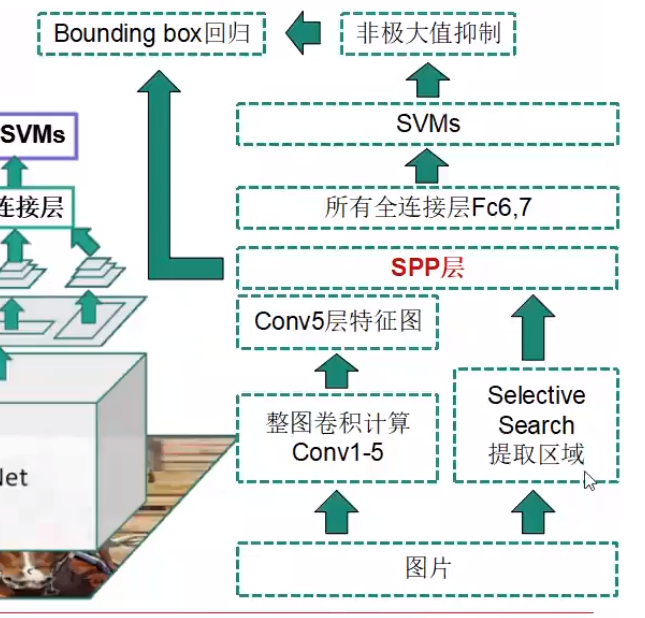 Bounding box回归
非极大值抑制
SVMs
SVMs
连接层
所有全连接层Fc6,7
SPP层
Conv5层特征图
整图卷积计算
Conv1-5
Selective
Search
提取区域
Net
图片